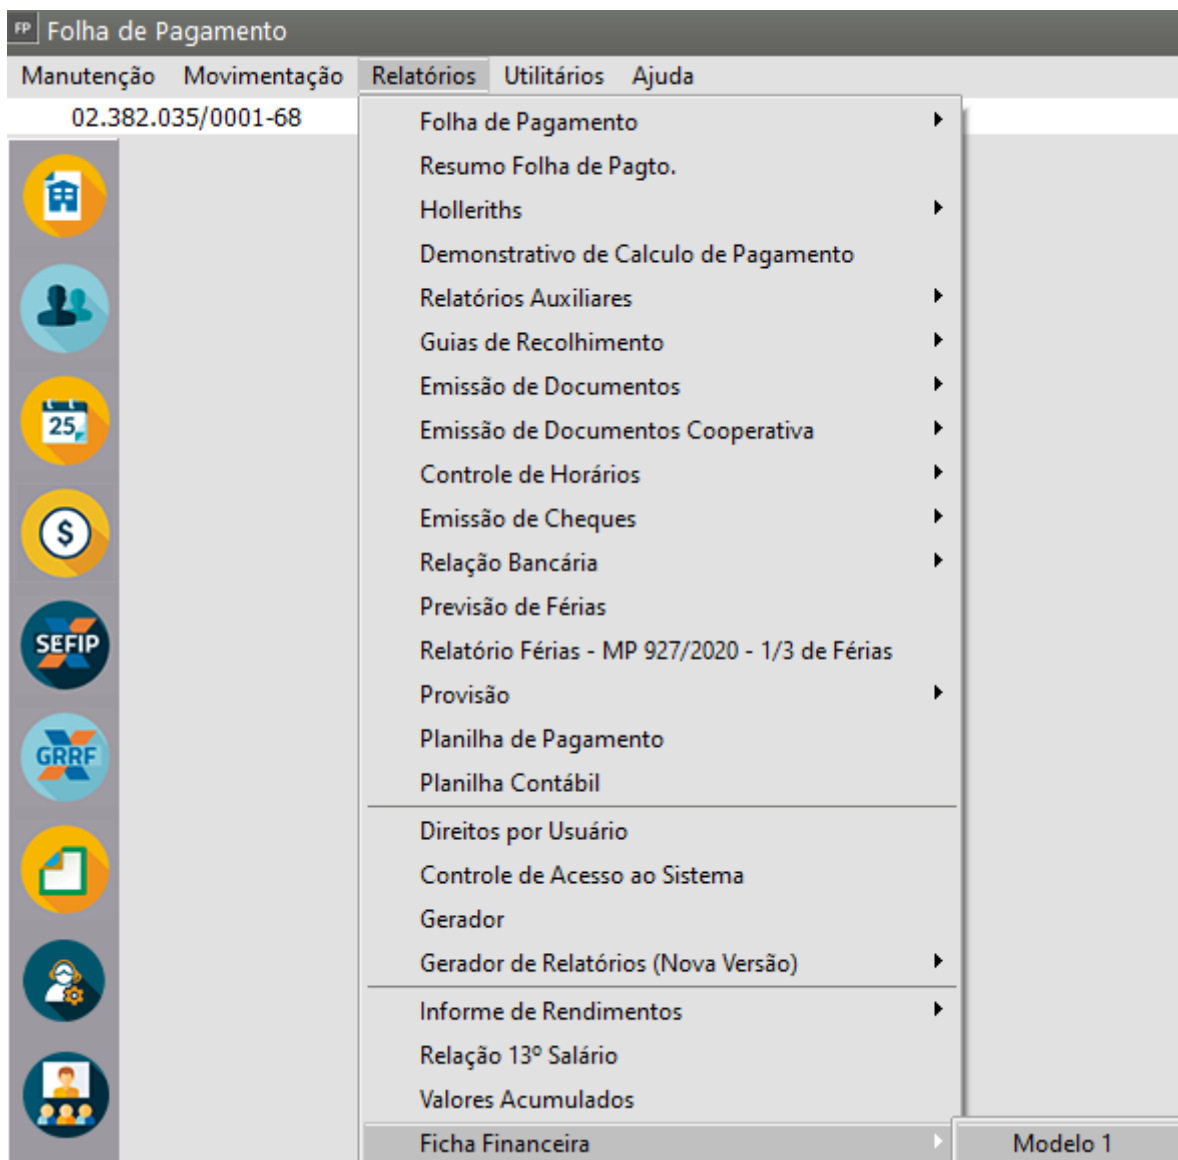 FP Folha de Pagamento
Manutenção Movimentação Relatórios Utilitários Ajuda
02.382.035/0001-68
Folha de Pagamento
Resumo Folha de Pagto.
Holleriths
Demonstrativo de Calculo de Pagamento
Relatórios Auxiliares
Guias de Recolhimento
Emissão de Documentos
25
Emissão de Documentos Cooperativa
Controle de Horários
Emissão de Cheques
$
Relação Bancária
Previsão de Férias
SEFIP
Relatório Férias - MP 927/2020 - 1/3 de Férias
Provisão
Planilha de Pagamento
GRRF
Planilha Contábil
Direitos por Usuário
Controle de Acesso ao Sistema
Gerador
Gerador de Relatórios (Nova Versão)
Informe de Rendimentos
Relação 13º Salário
Valores Acumulados
Ficha Financeira Modelo 1